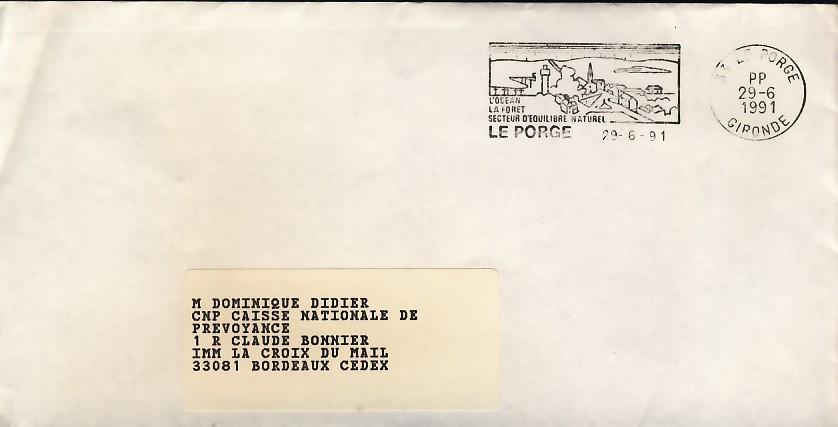 L'OCEAN
LA FORET
SECTEUR D'EQUILIBRE NATUREL
LE PORGE 29-6-91
33 LE PORGE
PP
29-6
1991
GIRONDE
M DOMINIQUE DIDIER
CNP CAISSE NATIONALE DE
PREVOYANCE
1 R CLAUDE BONNIER
IMM LA CROIX DU MAIL
33081 BORDEAUX CEDEX